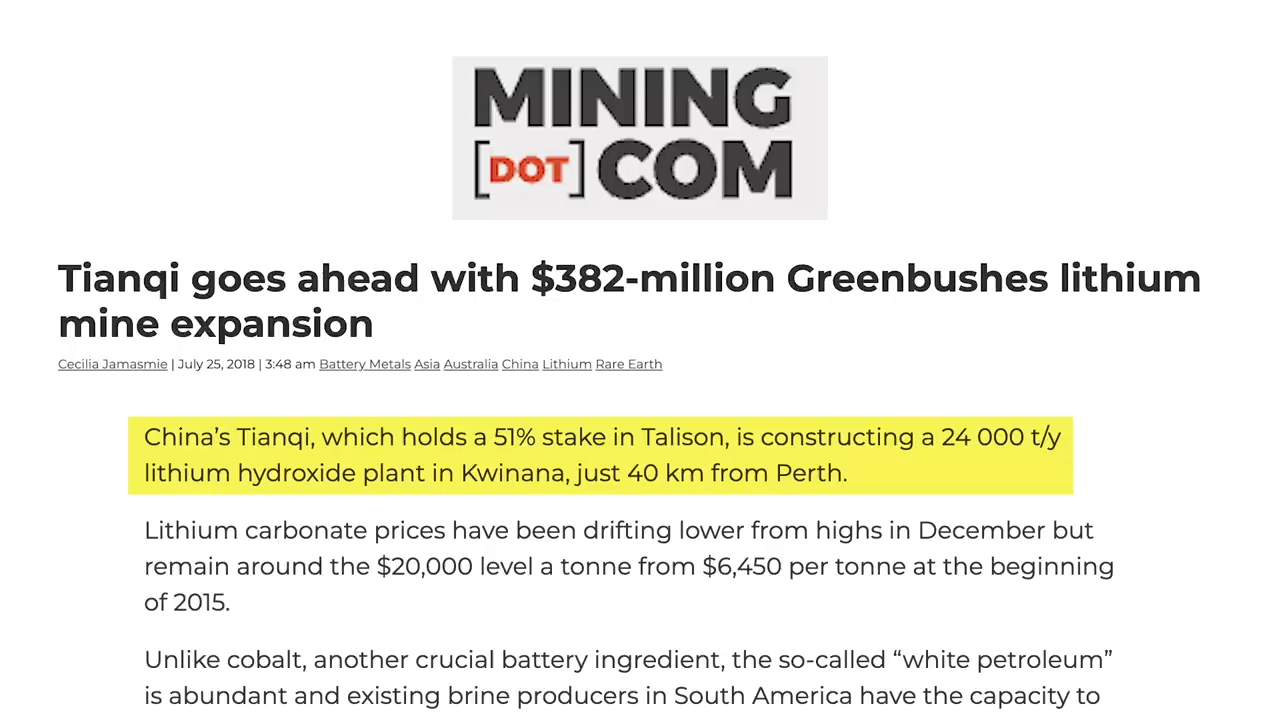 MINING
[DOT] COM
Tianqi goes ahead with $382-million Greenbushes lithium
mine expansion
Cecilia Jamasmie | July 25, 2018 | 3:48 am Battery Metals Asia Australia China Lithium Rare Earth
China’s Tianqi, which holds a 51% stake in Talison, is constructing a 24 000 t/y
lithium hydroxide plant in Kwinana, just 40 km from Perth.
Lithium carbonate prices have been drifting lower from highs in December but
remain around the $20,000 level a tonne from $6,450 per tonne at the beginning
of 2015.
Unlike cobalt, another crucial battery ingredient, the so-called “white petroleum”
is abundant and existing brine producers in South America have the capacity to